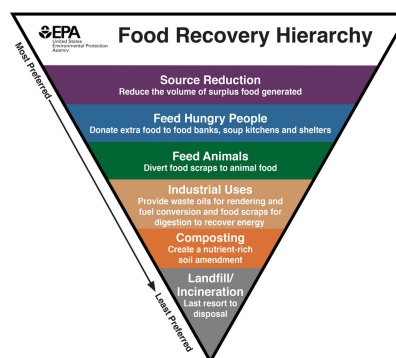 EPA
United States
Environmental Protection
Agency
Food Recovery Hierarchy
Most Preferred
Source Reduction
Reduce the volume of surplus food generated
Feed Hungry People
Donate extra food to food banks, soup kitchens and shelters
Feed Animals
Divert food scraps to animal food
Industrial Uses
Provide waste oils for rendering and
fuel conversion and food scraps for
digestion to recover energy
Composting
Create a nutrient-rich
soil amendment
Landfill/
Incineration
Last resort to
disposal
Least Preferred